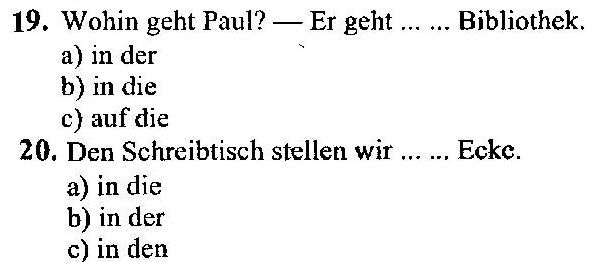 19. Wohin geht Paul? — Er geht ... ... Bibliothek.
a) in der
b) in die
c) auf die
20. Den Schreibtisch stellen wir ... ... Ecke.
a) in die
b) in der
c) in den